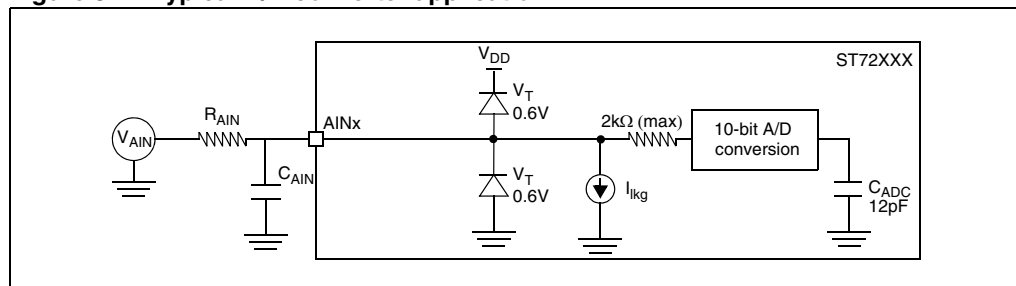 V_DD
ST72XXX
V_T
0.6V
R_AIN
AINx
V_AIN
2kΩ (max)
10-bit A/D
conversion
C_AIN
V_T
0.6V
I_lkg
C_ADC
12pF